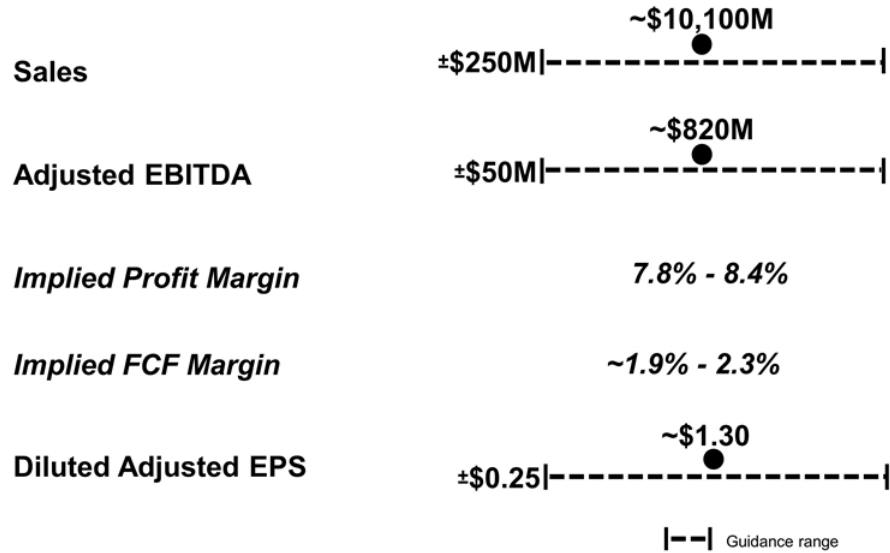 ~$10,100M
Sales ±$250M
~$820M
Adjusted EBITDA ±$50M
Implied Profit Margin 7.8% - 8.4%
Implied FCF Margin ~1.9% - 2.3%
~$1.30
Diluted Adjusted EPS ±$0.25
Guidance range